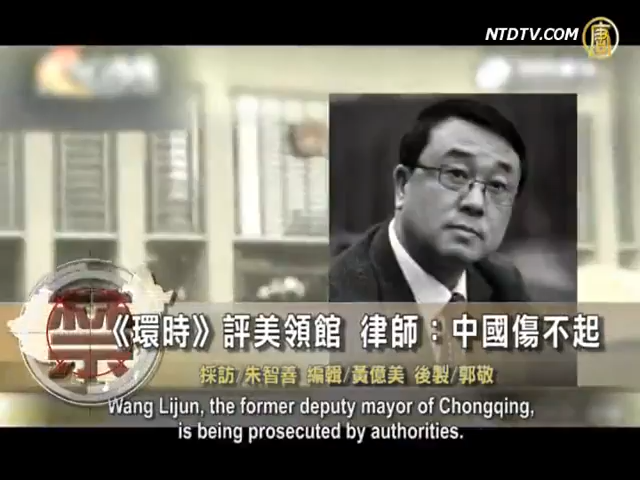 NTDTV.COM
唐
禁
《環時》評美領館 律師：中國傷不起
採訪/朱智善 編輯/黃億美 後製/郭敬
Wang Lijun, the former deputy mayor of Chongqing,
is being prosecuted by authorities.